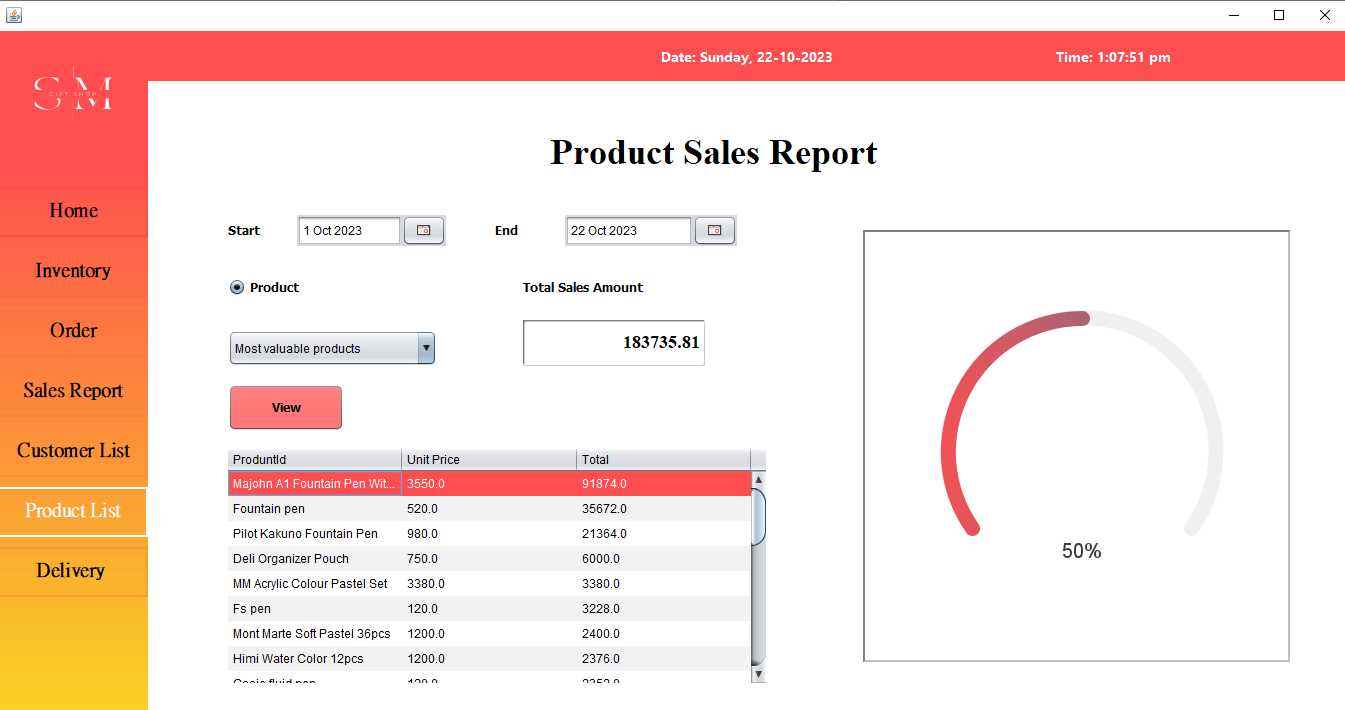 Date: Sunday, 22-10-2023 Time: 1:07:51 pm
SM
GIFT SHOP
Product Sales Report
Home
Inventory
Order
Sales Report
Customer List
Product List
Delivery
Start 1 Oct 2023 End 22 Oct 2023
Product Total Sales Amount
Most valuable products 183735.81
View
ProduntId Unit Price Total
Majohn A1 Fountain Pen Wit... 3550.0 91874.0
Fountain pen 520.0 35672.0
Pilot Kakuno Fountain Pen 980.0 21364.0
Deli Organizer Pouch 750.0 6000.0
MM Acrylic Colour Pastel Set 3380.0 3380.0
Fs pen 120.0 3228.0
Mont Marte Soft Pastel 36pcs 1200.0 2400.0
Himi Water Color 12pcs 1200.0 2376.0
50%